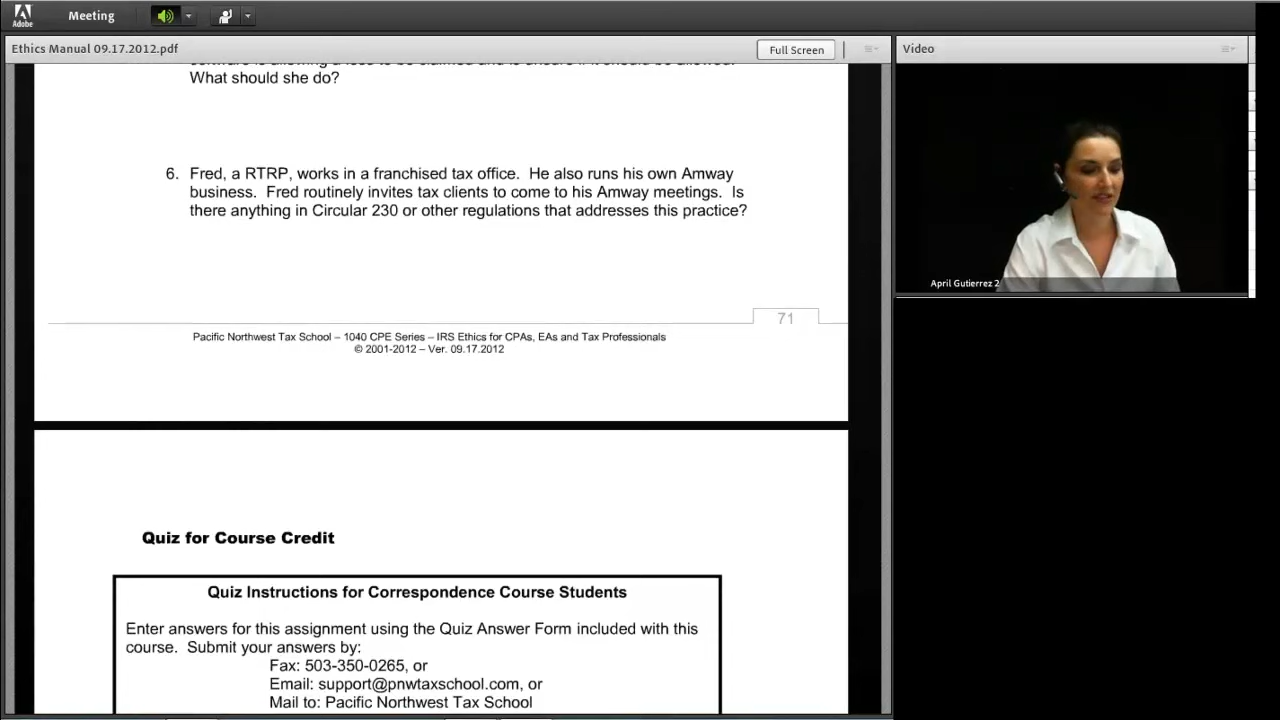 Adobe
Meeting
Ethics Manual 09.17.2012.pdf
Full Screen
Video
What should she do?
6. Fred, a RTRP, works in a franchised tax office. He also runs his own Amway
business. Fred routinely invites tax clients to come to his Amway meetings. Is
there anything in Circular 230 or other regulations that addresses this practice?
71
Pacific Northwest Tax School – 1040 CPE Series – IRS Ethics for CPAs, EAs and Tax Professionals
© 2001-2012 – Ver. 09.17.2012
April Gutierrez 2
Quiz for Course Credit
Quiz Instructions for Correspondence Course Students
Enter answers for this assignment using the Quiz Answer Form included with this
course. Submit your answers by:
Fax: 503-350-0265, or
Email: support@pnwtaxschool.com, or
Mail to: Pacific Northwest Tax School